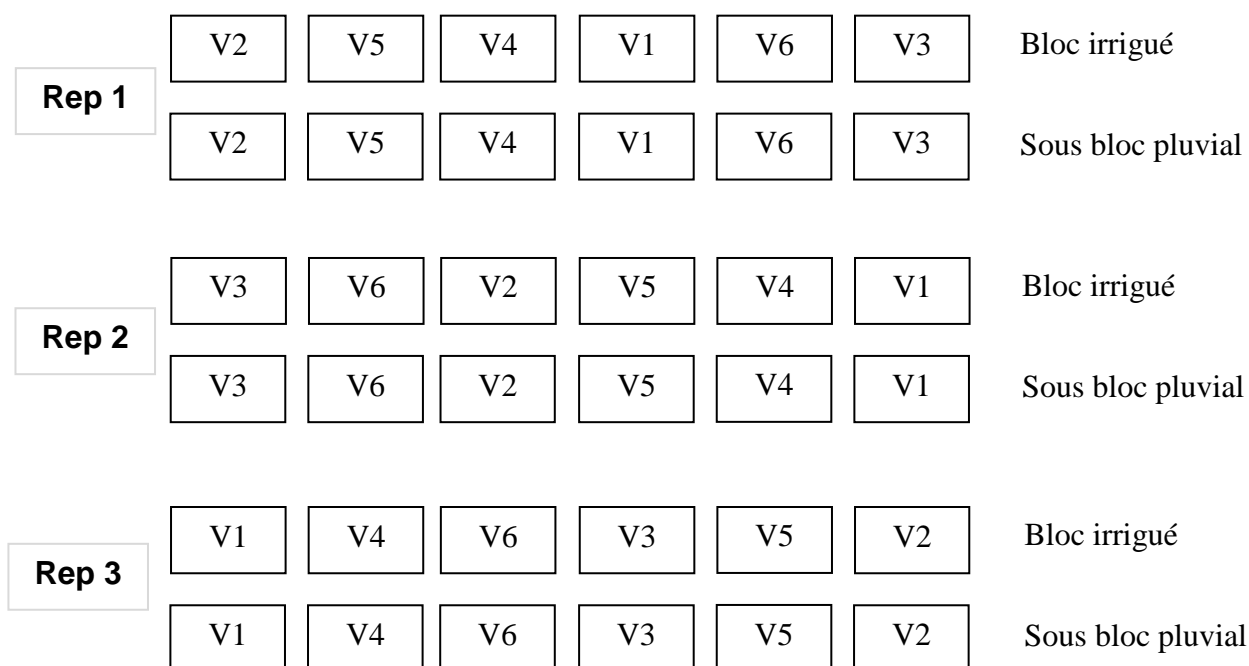 V2 V5 V4 V1 V6 V3 Bloc irrigué
Rep 1
V2 V5 V4 V1 V6 V3 Sous bloc pluvial
V3 V6 V2 V5 V4 V1 Bloc irrigué
Rep 2
V3 V6 V2 V5 V4 V1 Sous bloc pluvial
V1 V4 V6 V3 V5 V2 Bloc irrigué
Rep 3
V1 V4 V6 V3 V5 V2 Sous bloc pluvial